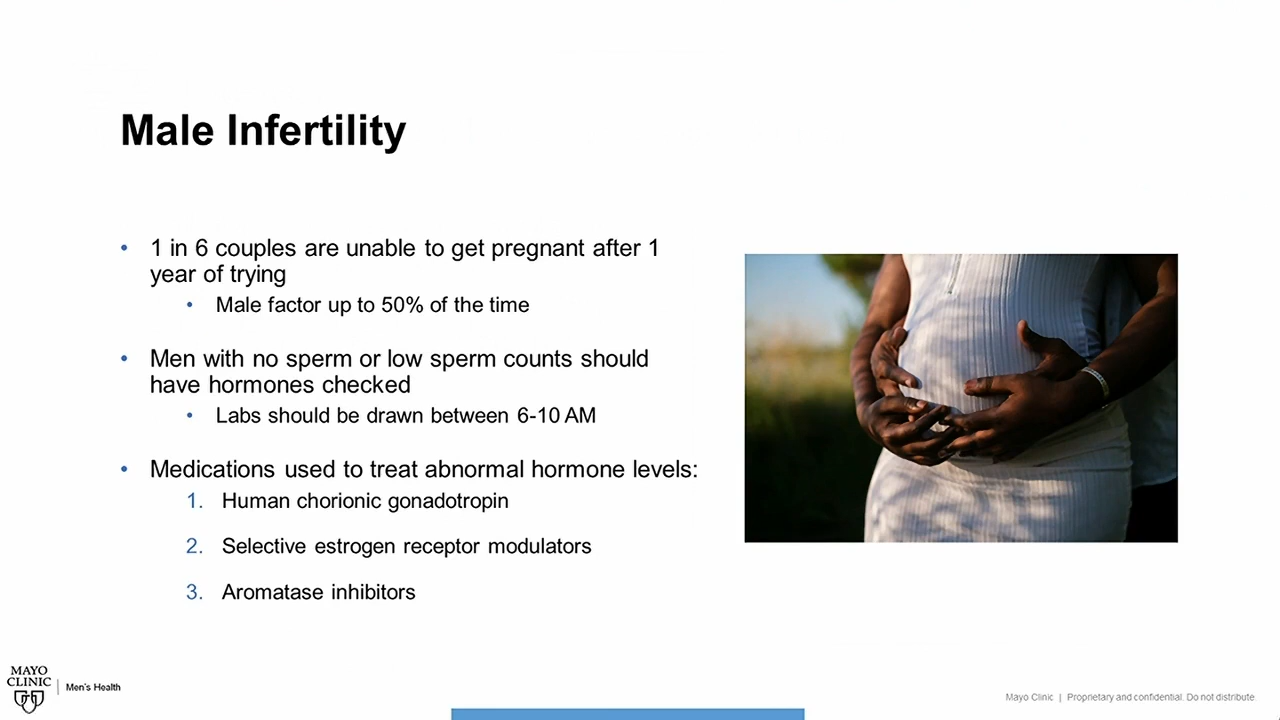 Male Infertility
• 1 in 6 couples are unable to get pregnant after 1
year of trying
• Male factor up to 50% of the time
• Men with no sperm or low sperm counts should
have hormones checked
• Labs should be drawn between 6-10 AM
• Medications used to treat abnormal hormone levels:
1. Human chorionic gonadotropin
2. Selective estrogen receptor modulators
3. Aromatase inhibitors
MAYO
CLINIC
Men's Health
Mayo Clinic | Proprietary and confidential. Do not distribute.